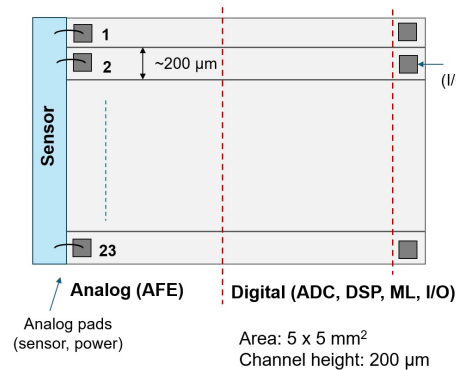 1
2
~200 µm
(I/
Sensor
23
Analog (AFE)
Digital (ADC, DSP, ML, I/O)
Analog pads
(sensor, power)
Area: 5 x 5 mm²
Channel height: 200 µm